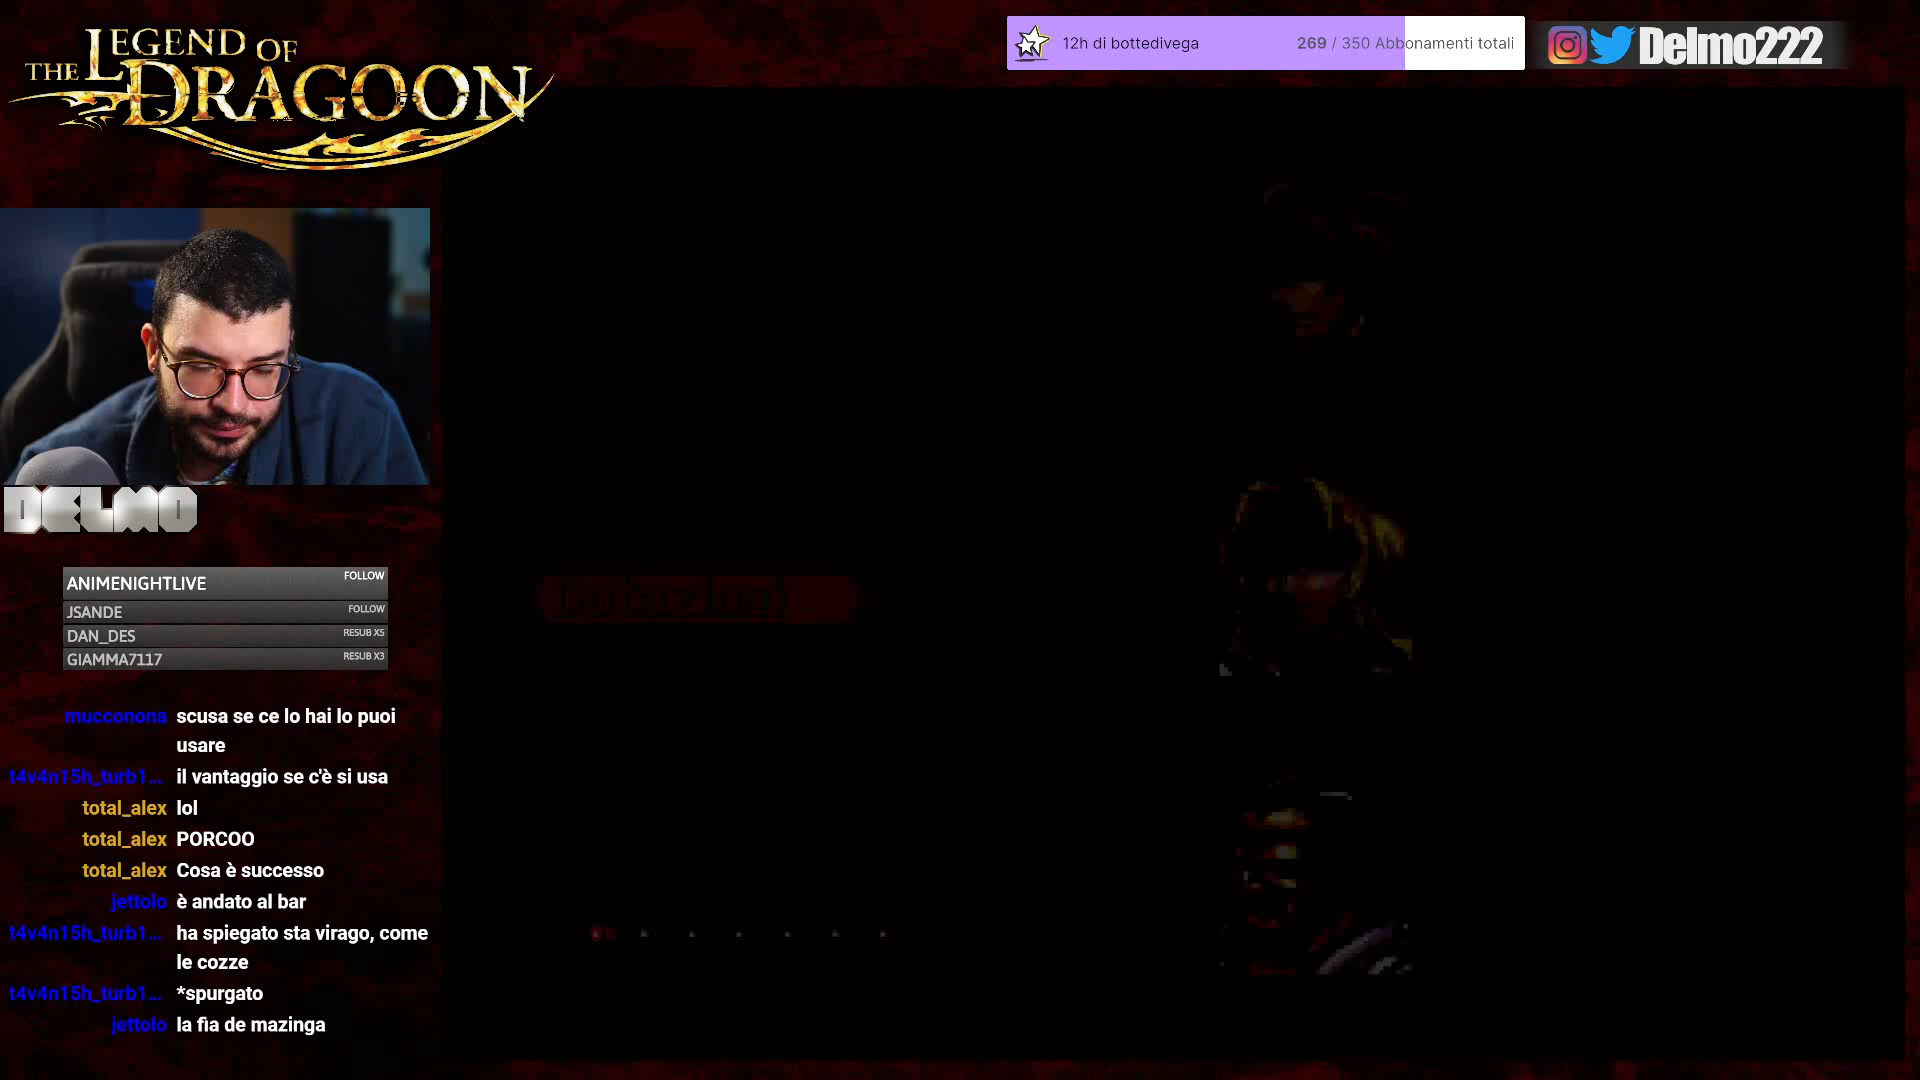 THE LEGEND OF
DRAGOON
12h di bottedivega
269 / 350 Abbonamenti totali
Delmo222
DELMO
ANIMENIGHTLIVE FOLLOW
JSANDE FOLLOW
DAN_DES RESUB X5
GIAMMA7117 RESUB X3
mucconona scusa se ce lo hai lo puoi
usare
t4v4n15h_turb1... il vantaggio se c'è si usa
total_alex lol
total_alex PORCOO
total_alex Cosa è successo
jettolo è andato al bar
t4v4n15h_turb1... ha spiegato sta virago, come
le cozze
t4v4n15h_turb1... *spurgato
jettolo la fia de mazinga